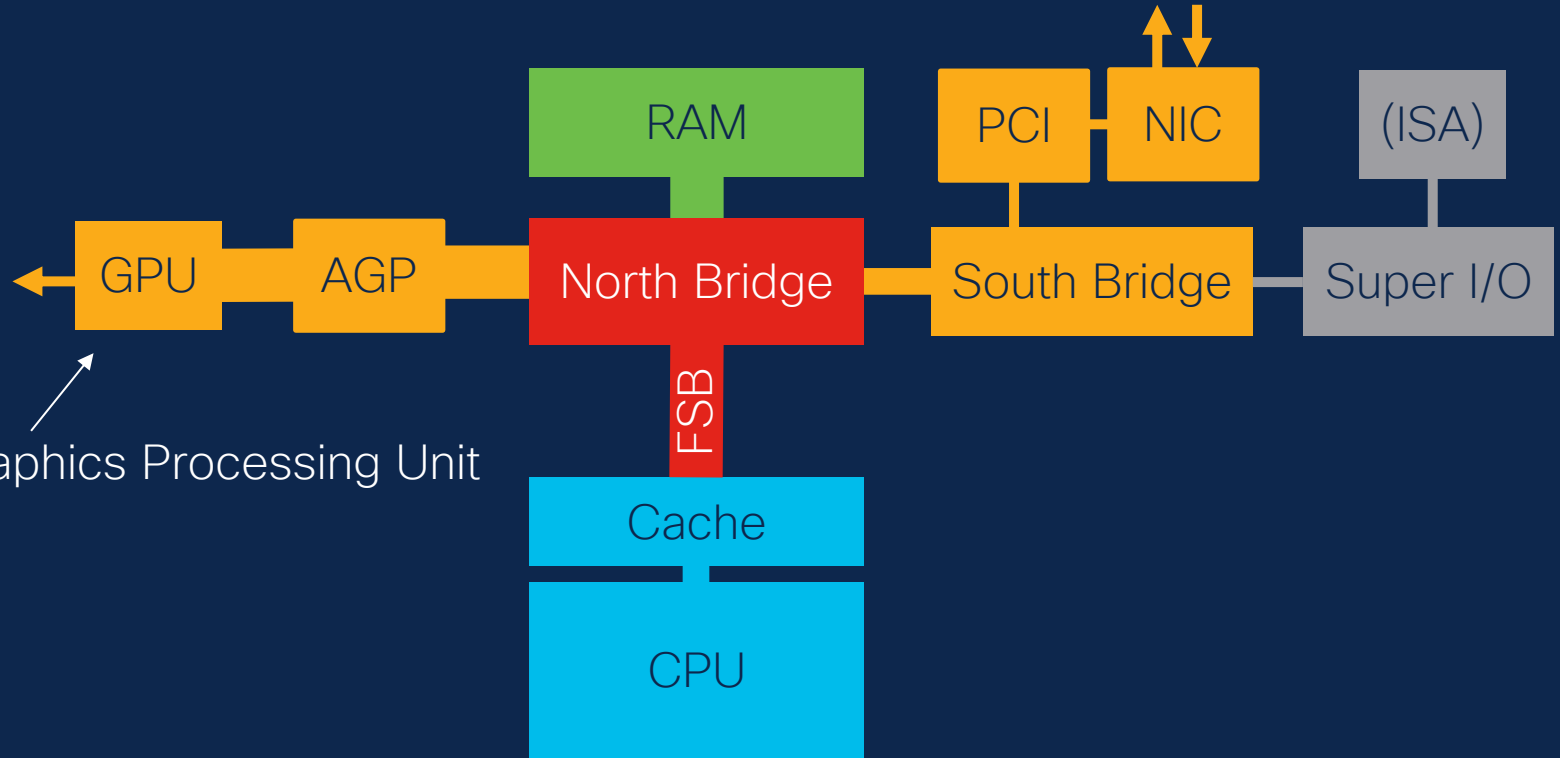 RAM
PCI
NIC
(ISA)
GPU
AGP
North Bridge
South Bridge
Super I/O
FSB
aphics Processing Unit
Cache
CPU